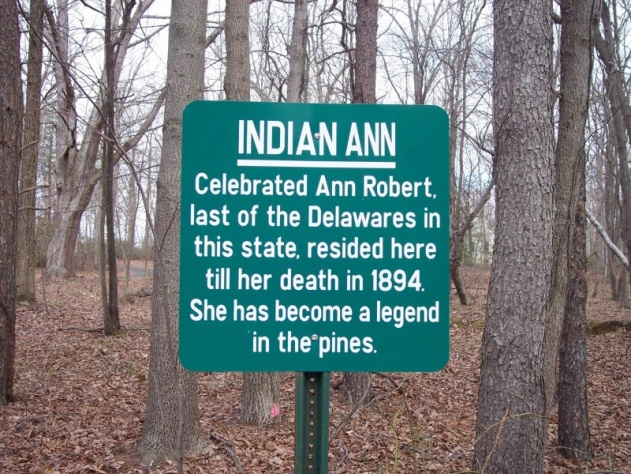 INDIAN ANN
Celebrated Ann Robert,
last of the Delawares in
this state, resided here
till her death in 1894.
She has become a legend
in the pines.